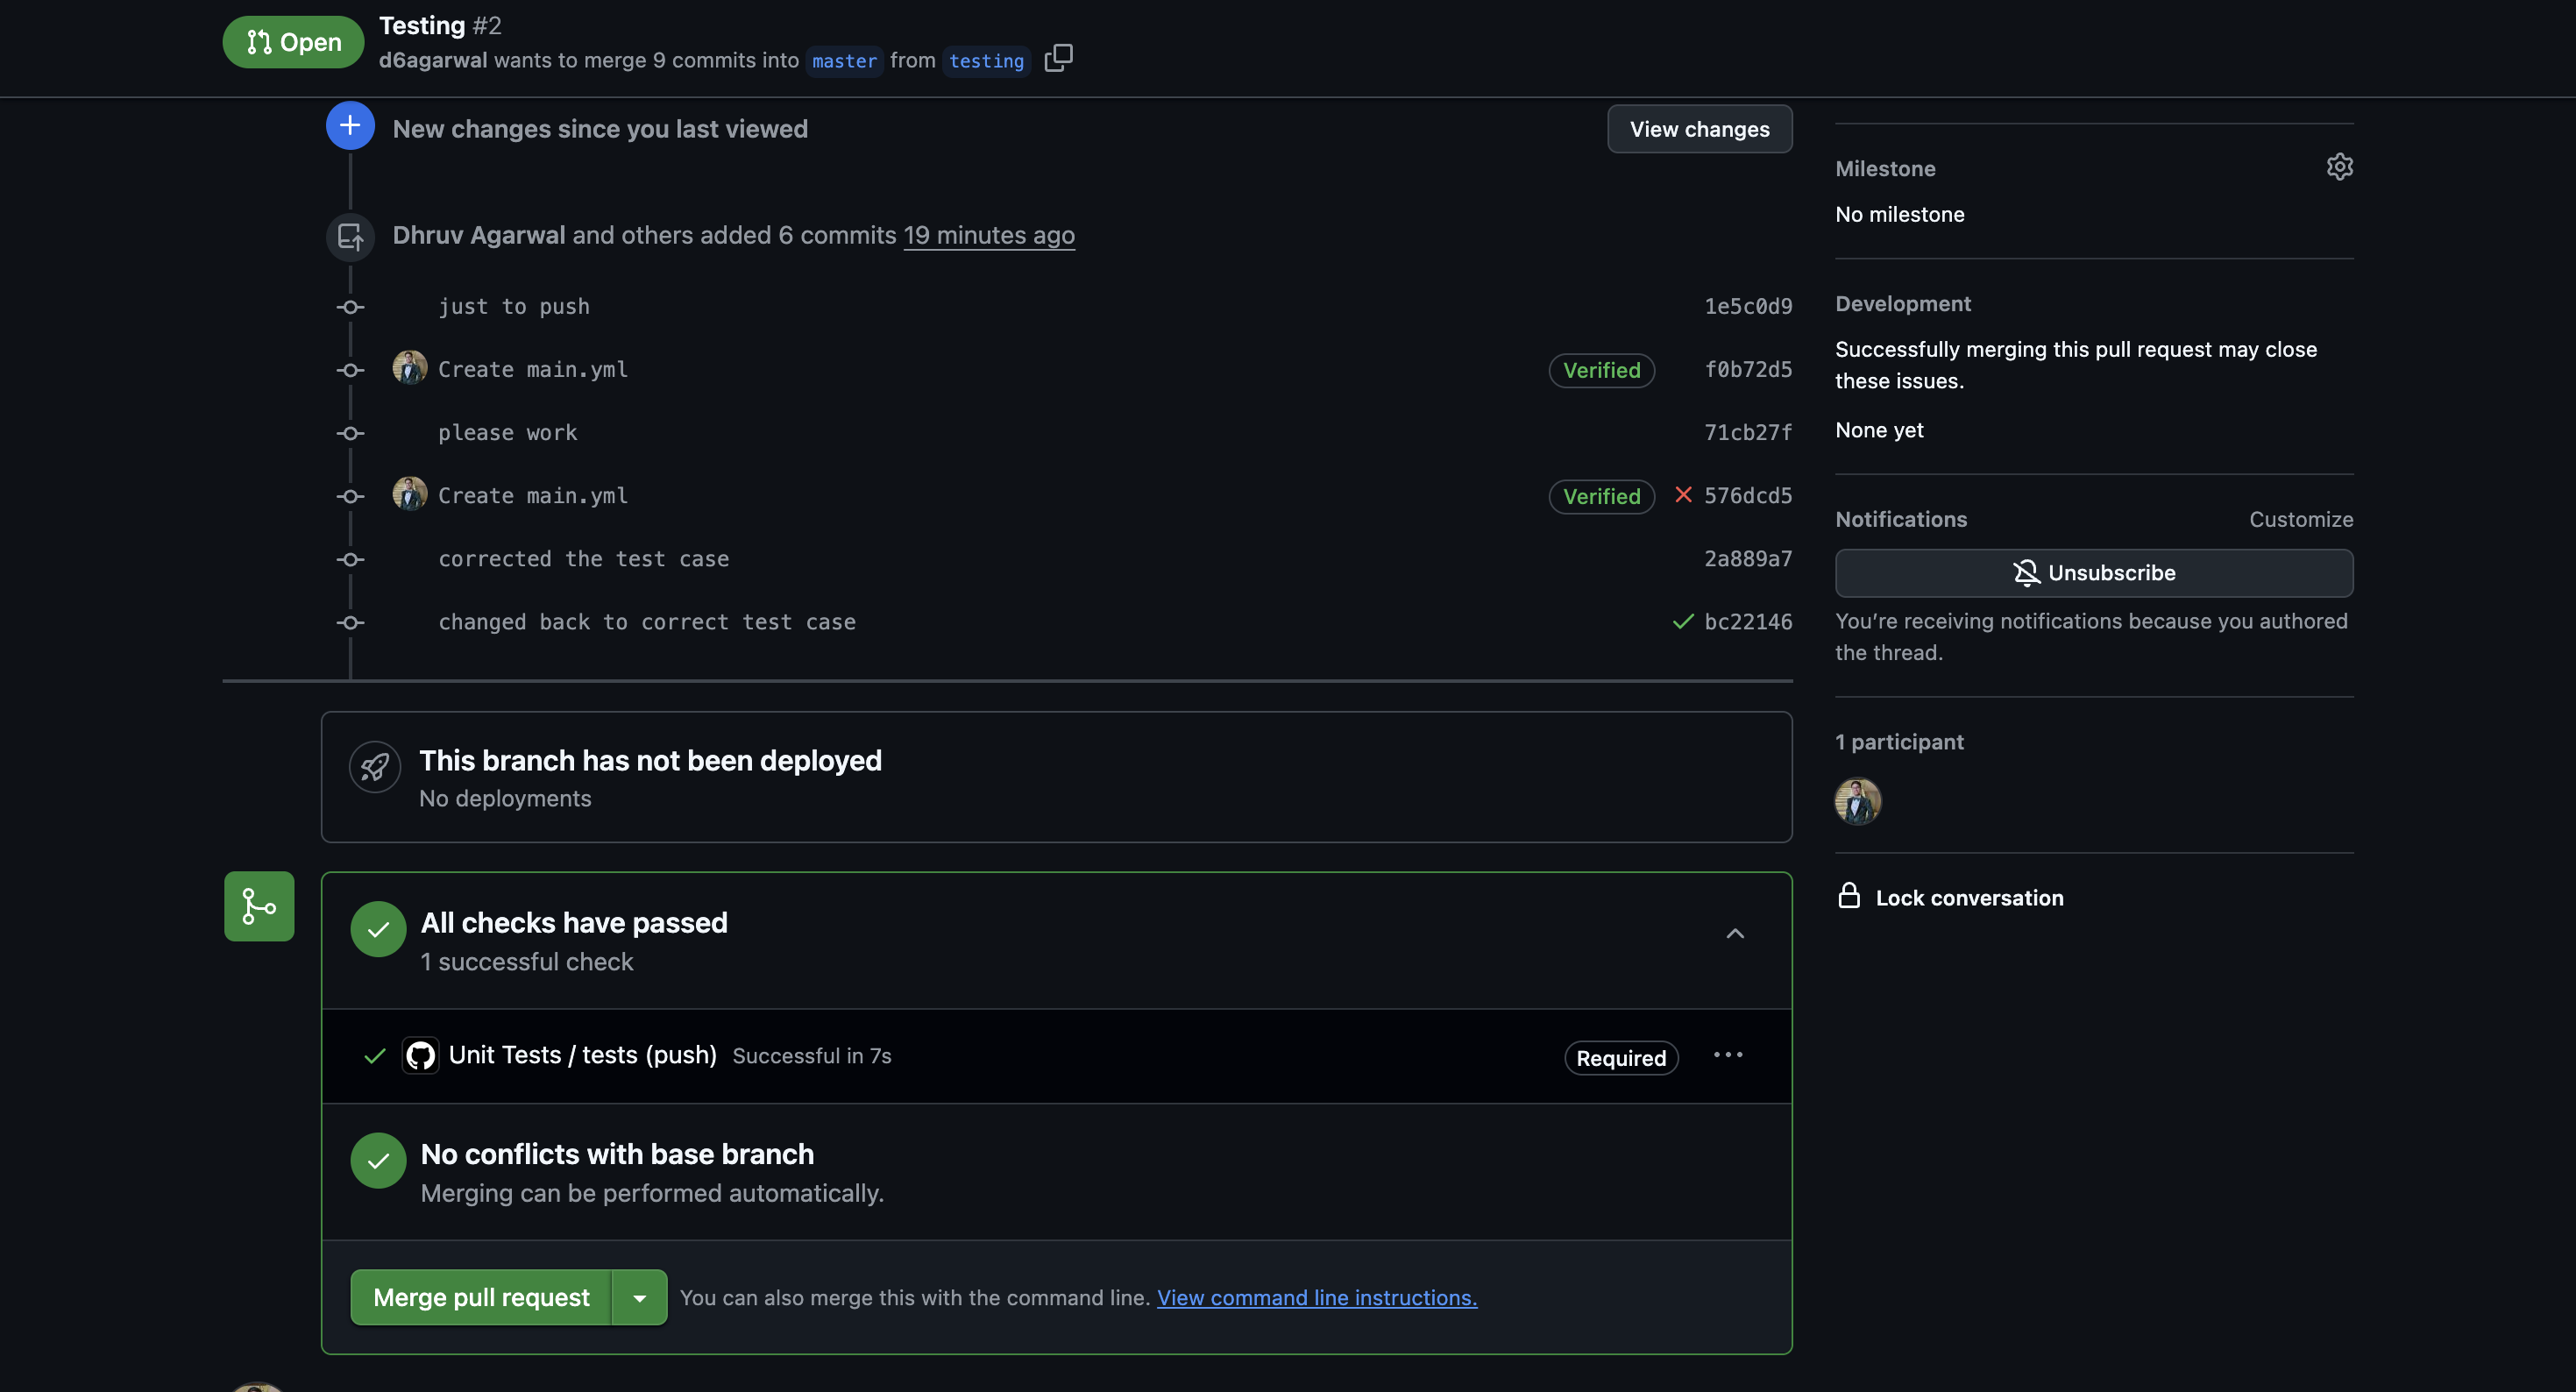 Open
Testing #2
d6agarwal wants to merge 9 commits into master from testing
New changes since you last viewed
View changes
Dhruv Agarwal and others added 6 commits 19 minutes ago
just to push 1e5c0d9
Create main.yml Verified f0b72d5
please work 71cb27f
Create main.yml Verified 576dcd5
corrected the test case 2a889a7
changed back to correct test case bc22146
This branch has not been deployed
No deployments
All checks have passed
1 successful check
Unit Tests / tests (push) Successful in 7s Required
No conflicts with base branch
Merging can be performed automatically.
Merge pull request You can also merge this with the command line. View command line instructions.
Milestone
No milestone
Development
Successfully merging this pull request may close
these issues.
None yet
Notifications Customize
Unsubscribe
You’re receiving notifications because you authored
the thread.
1 participant
Lock conversation